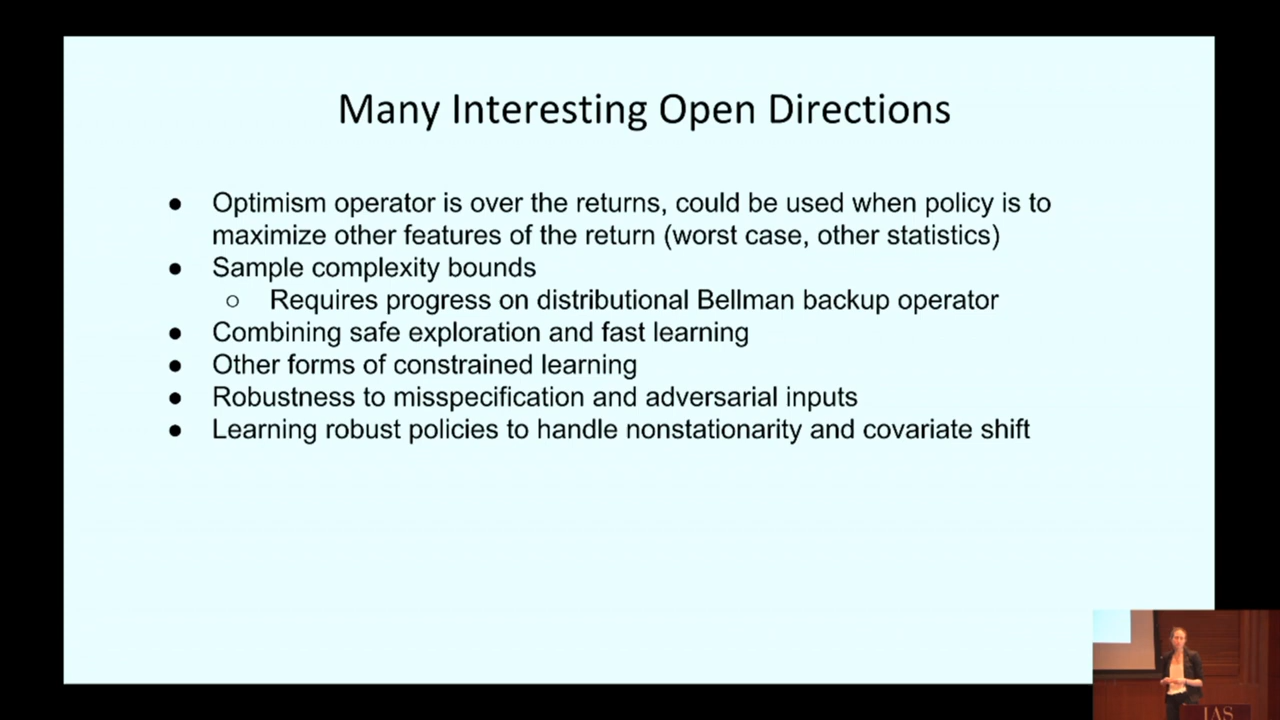 Many Interesting Open Directions
● Optimism operator is over the returns, could be used when policy is to
maximize other features of the return (worst case, other statistics)
● Sample complexity bounds
○ Requires progress on distributional Bellman backup operator
● Combining safe exploration and fast learning
● Other forms of constrained learning
● Robustness to misspecification and adversarial inputs
● Learning robust policies to handle nonstationarity and covariate shift
IAS